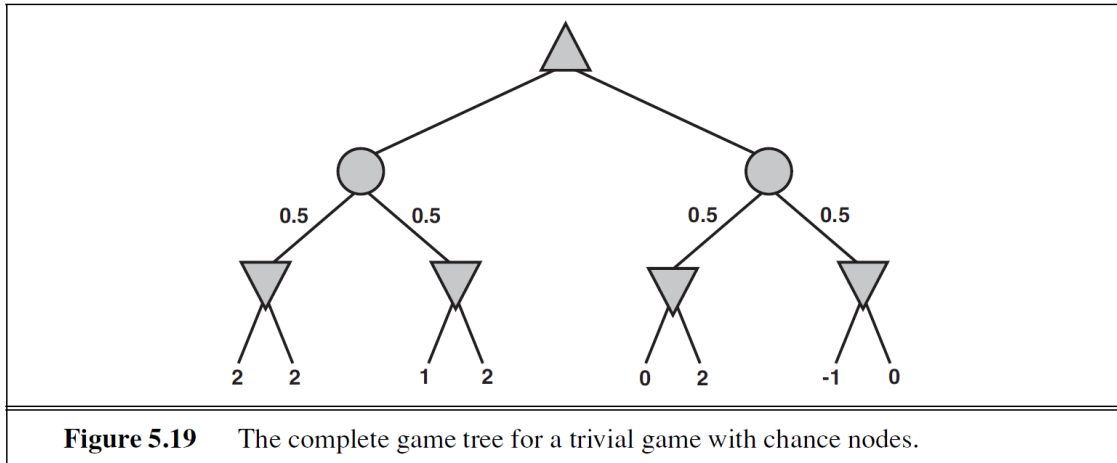 0.5 0.5 0.5 0.5
2 2 1 2 0 2 -1 0
Figure 5.19 The complete game tree for a trivial game with chance nodes.